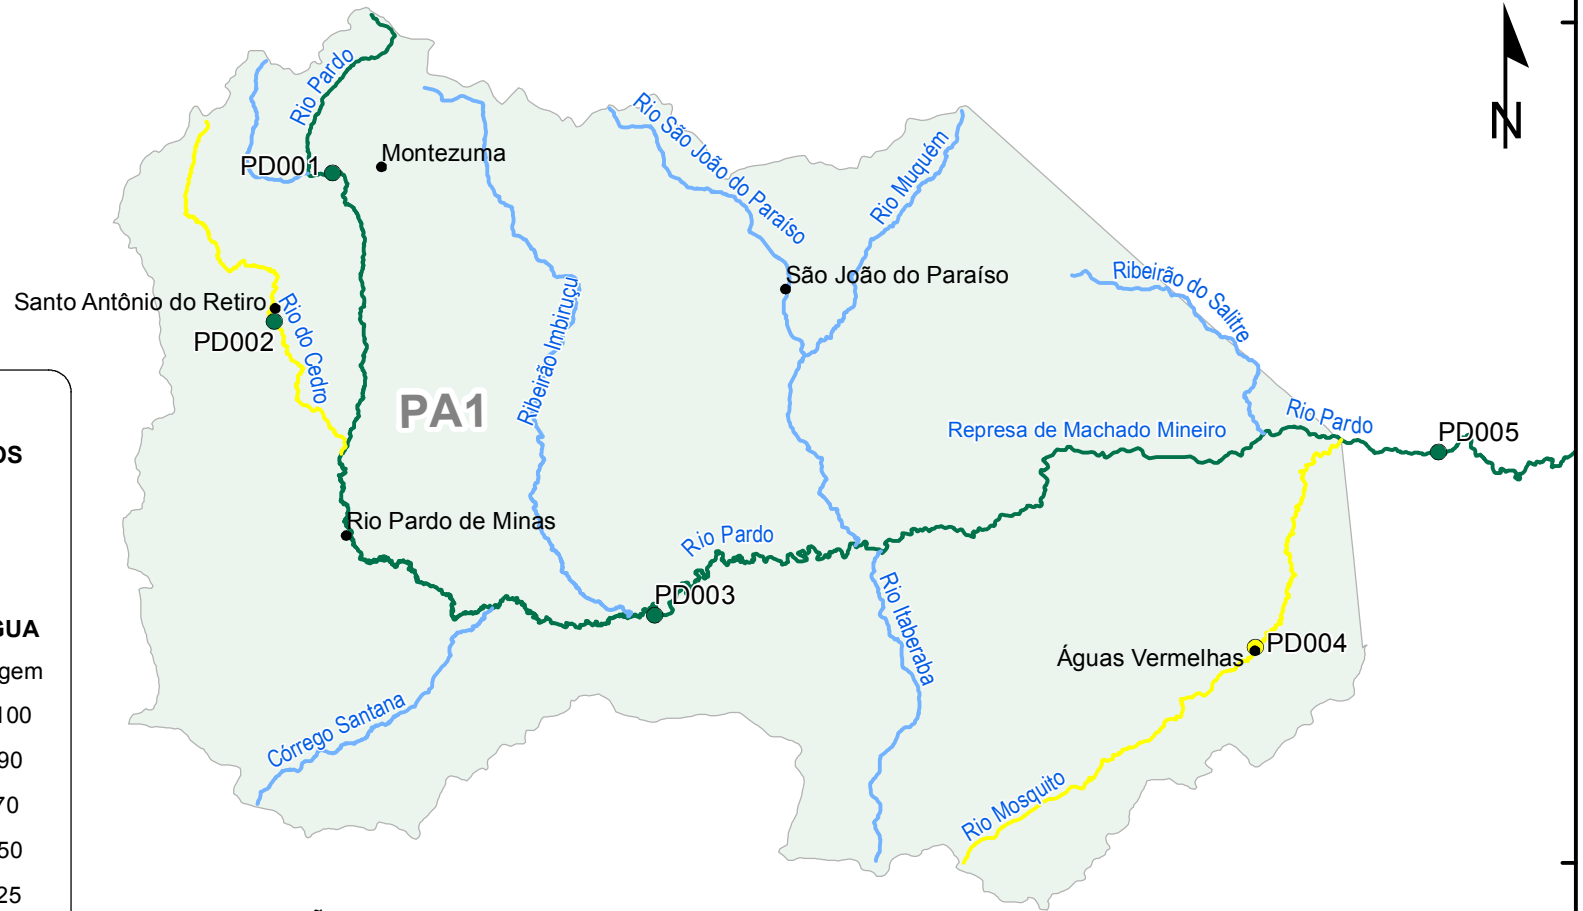 N
Rio Pardo
Rio São João do Paraíso
Rio Muquém
PD001
Montezuma
Ribeirão do Salitre
São João do Paraíso
Santo Antônio do Retiro
Rio do Cedro
PD002
Ribeirão Imbiruçu
PA1
Rio Pardo
Represa de Machado Mineiro
PD005
Rio Pardo de Minas
Rio Pardo
PD003
Rio Itaberaba
PD004
Águas Vermelhas
Córrego Santana
Rio Mosquito
OS
GUA
gem
100
90
70
50
25